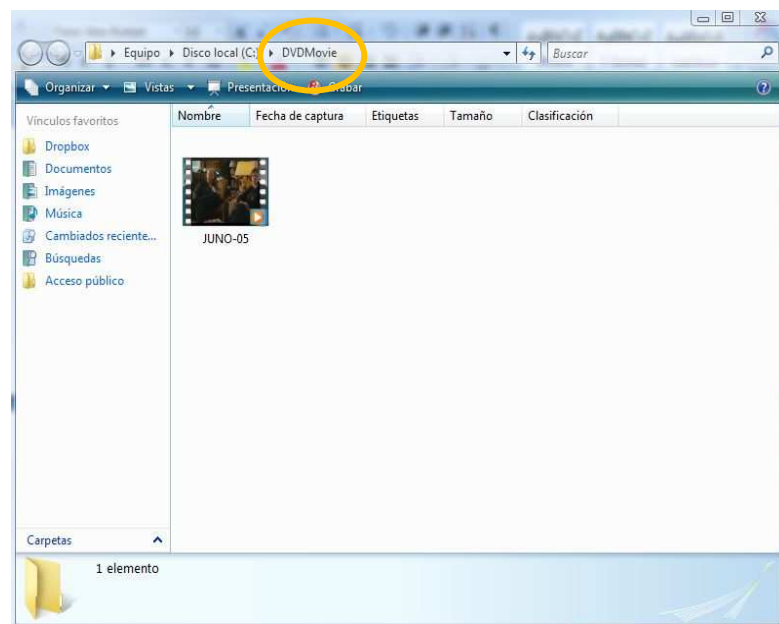 Equipo ▸ Disco local (C:) ▸ DVDMovie
Buscar
Organizar Vistas Presentación Grabar
Nombre Fecha de captura Etiquetas Tamaño Clasificación
Vínculos favoritos
Dropbox
Documentos
Imágenes
Música
Cambiados reciente...
Búsquedas
Acceso público
JUNO-05
Carpetas
1 elemento